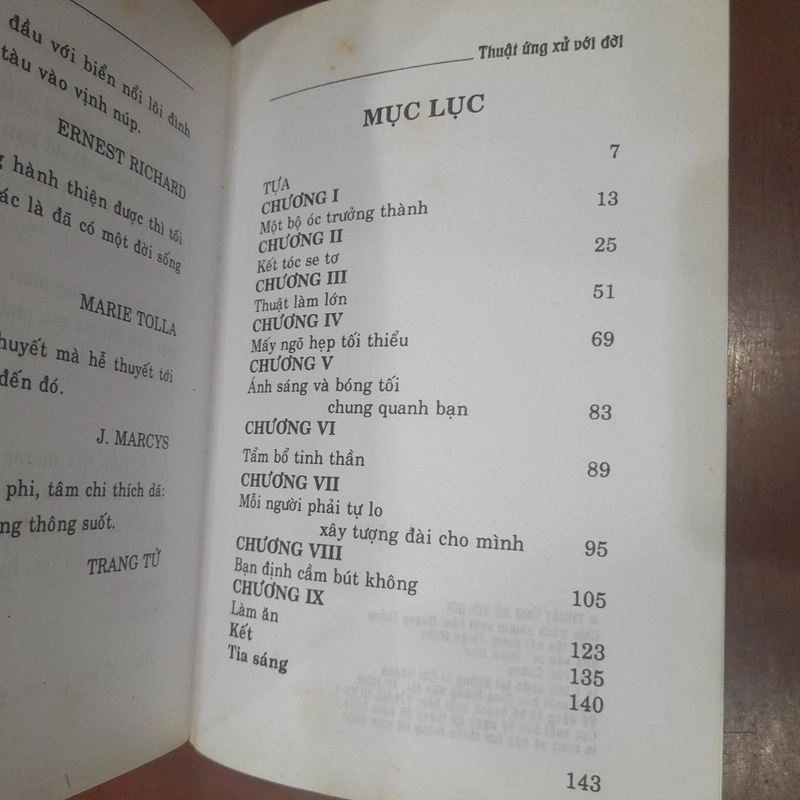 đầu với biển nổi lôi đình
tàu vào vịnh núp.
ERNEST RICHARD
hành thiện được thì tối
ác là đã có một đời sống
MARIE TOLLA
huyết mà hễ thuyết tới
đến đó.
J. MARCYS
phi, tâm chi thích dã:
ng thông suốt.
TRANG TỬ
Thuật ứng xử với đời
MỤC LỤC
7
TỰA
CHƯƠNG I
Một bộ óc trưởng thành 13
CHƯƠNG II
Kết tóc se tơ 25
CHƯƠNG III
Thuật làm lớn 51
CHƯƠNG IV
Mấy ngõ hẹp tối thiểu 69
CHƯƠNG V
Ánh sáng và bóng tối
chung quanh bạn 83
CHƯƠNG VI
Tẩm bổ tinh thần 89
CHƯƠNG VII
Mỗi người phải tự lo
xây tượng đài cho mình 95
CHƯƠNG VIII
Bạn định cầm bút không 105
CHƯƠNG IX
Làm ăn 123
Kết 135
Tia sáng 140
143